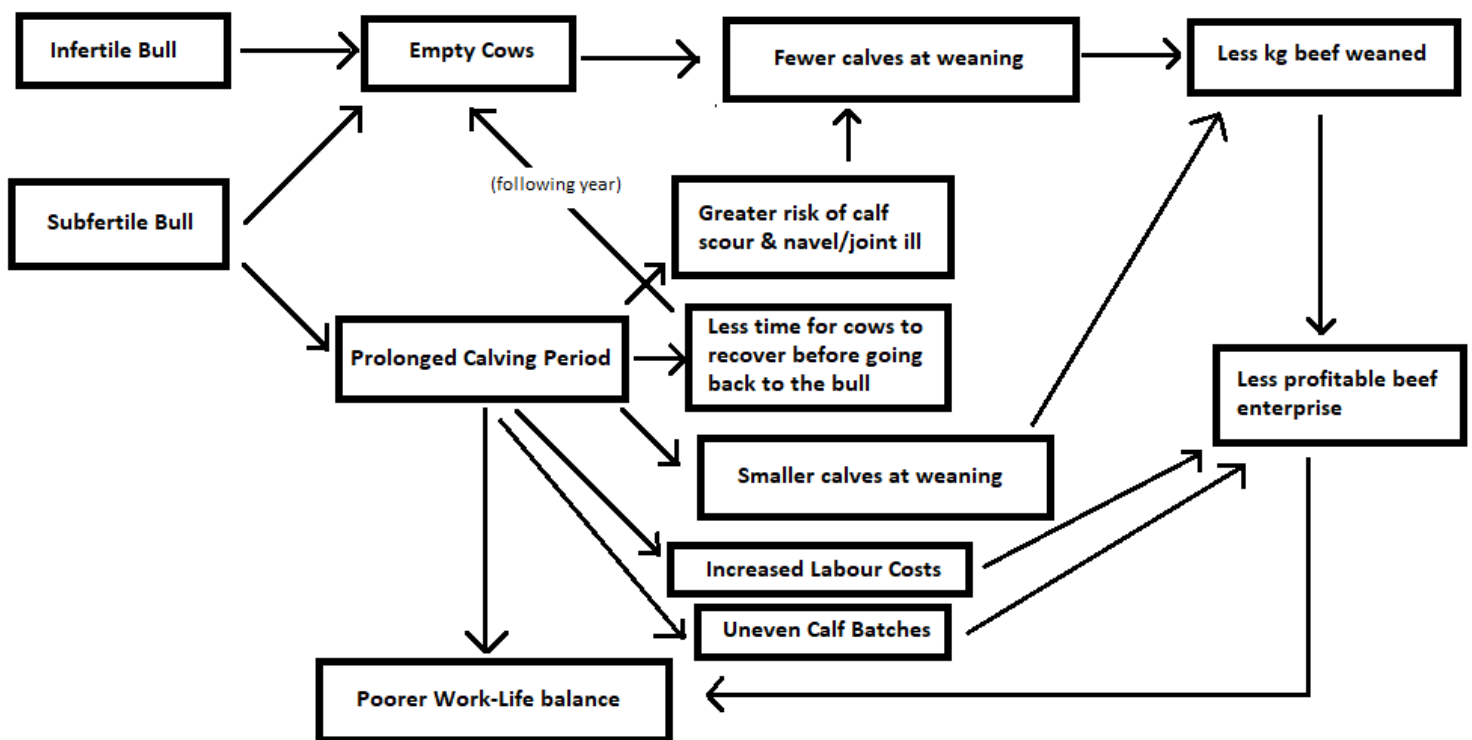 Infertile Bull
Empty Cows
Fewer calves at weaning
Less kg beef weaned
(following year)
Subfertile Bull
Greater risk of calf
scour & navel/joint ill
Prolonged Calving Period
Less time for cows to
recover before going
back to the bull
Less profitable beef
enterprise
Smaller calves at weaning
Increased Labour Costs
Uneven Calf Batches
Poorer Work-Life balance